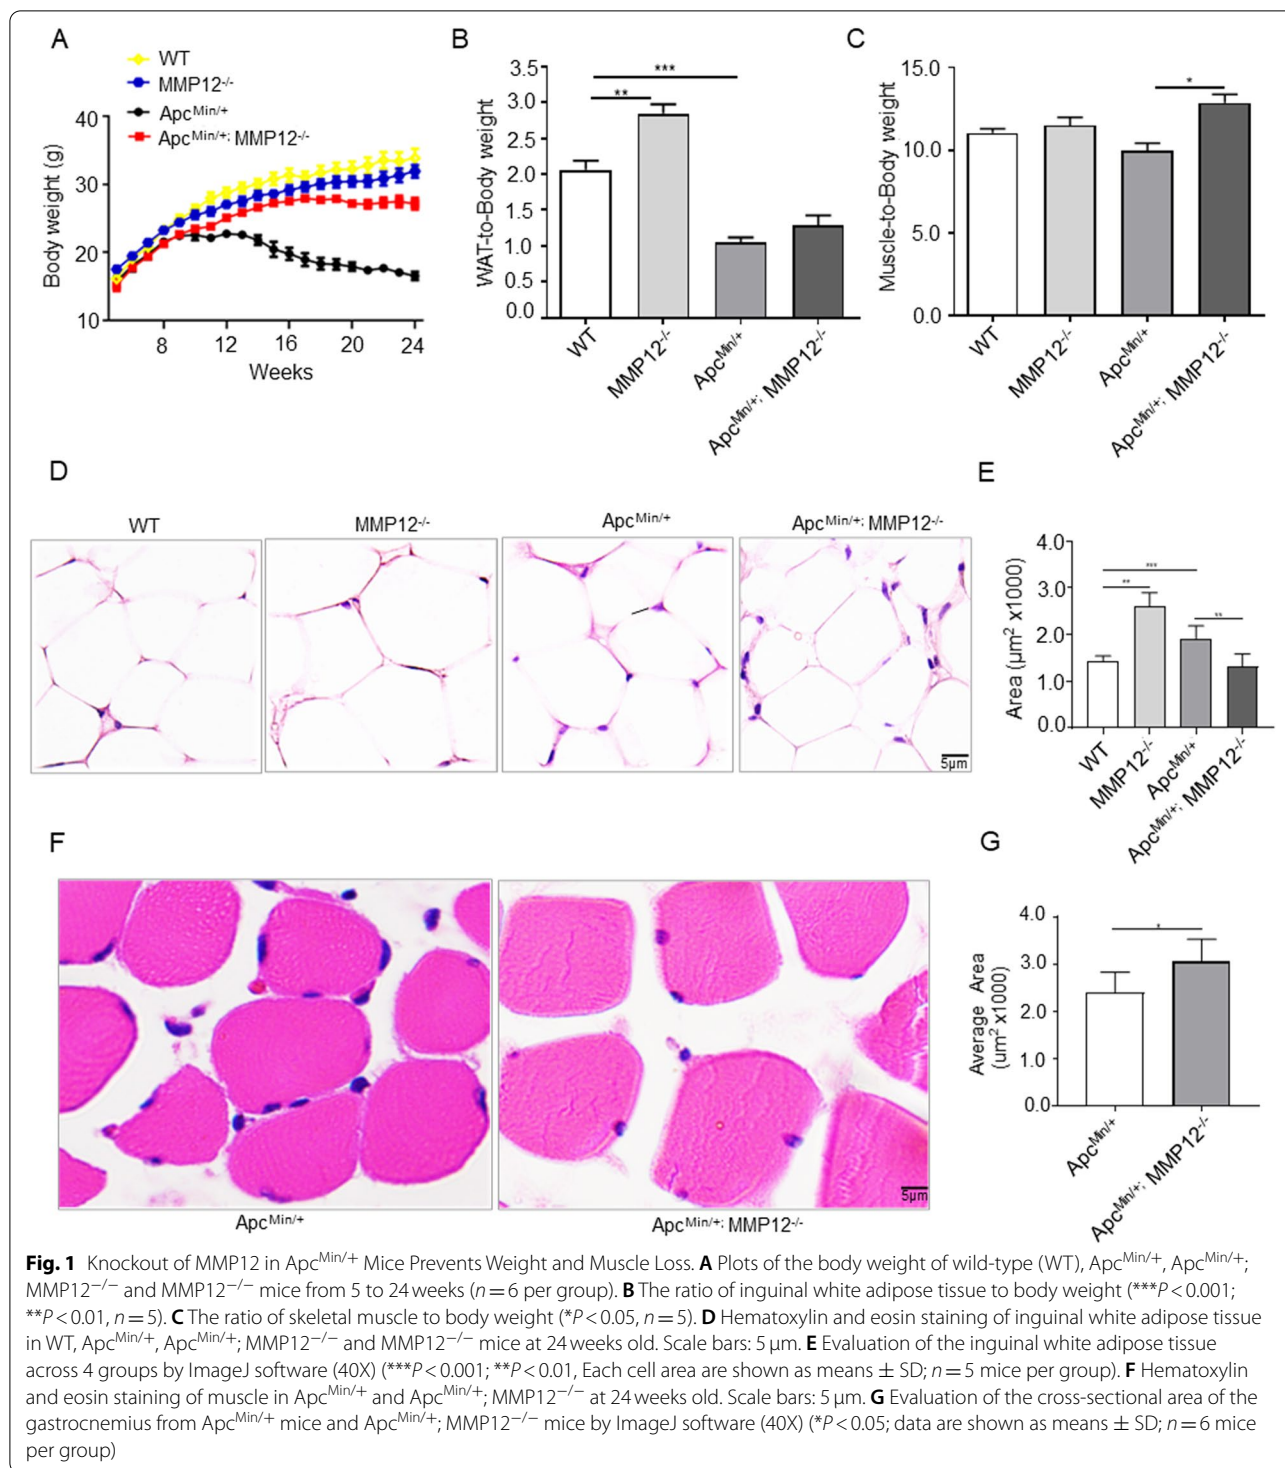 A
WT
MMP12-/-
ApcMin/+
ApcMin/+; MMP12-/-
Body weight (g)
40
30
20
10
8 12 16 20 24
Weeks
B
WAT-to-Body weight
3.5
3.0
2.5
2.0
1.5
1.0
0.5
0.0
***
**
WT
MMP12-/-
ApcMin/+
ApcMin/+; MMP12-/-
C
Muscle-to-Body weight
15.0
10.0
5.0
0.0
*
WT
MMP12-/-
ApcMin/+
ApcMin/+; MMP12-/-
D
WT
MMP12-/-
ApcMin/+
ApcMin/+; MMP12-/-
5μm
E
Area (μm² x1000)
4.0
3.0
2.0
1.0
0.0
***
**
**
WT
MMP12-/-
ApcMin/+
ApcMin/+; MMP12-/-
F
5μm
ApcMin/+
ApcMin/+; MMP12-/-
G
Average Area
(um² x1000)
4.0
3.0
2.0
1.0
0.0
*
ApcMin/+
ApcMin/+; MMP12-/-
Fig. 1 Knockout of MMP12 in ApcMin/+ Mice Prevents Weight and Muscle Loss. A Plots of the body weight of wild-type (WT), ApcMin/+, ApcMin/+;
MMP12−/− and MMP12−/− mice from 5 to 24 weeks (n = 6 per group). B The ratio of inguinal white adipose tissue to body weight (***P < 0.001;
**P < 0.01, n = 5). C The ratio of skeletal muscle to body weight (*P < 0.05, n = 5). D Hematoxylin and eosin staining of inguinal white adipose tissue
in WT, ApcMin/+, ApcMin/+; MMP12−/− and MMP12−/− mice at 24 weeks old. Scale bars: 5 μm. E Evaluation of the inguinal white adipose tissue
across 4 groups by ImageJ software (40X) (***P < 0.001; **P < 0.01, Each cell area are shown as means ± SD; n = 5 mice per group). F Hematoxylin
and eosin staining of muscle in ApcMin/+ and ApcMin/+; MMP12−/− at 24 weeks old. Scale bars: 5 μm. G Evaluation of the cross-sectional area of the
gastrocnemius from ApcMin/+ mice and ApcMin/+; MMP12−/− mice by ImageJ software (40X) (*P < 0.05; data are shown as means ± SD; n = 6 mice
per group)